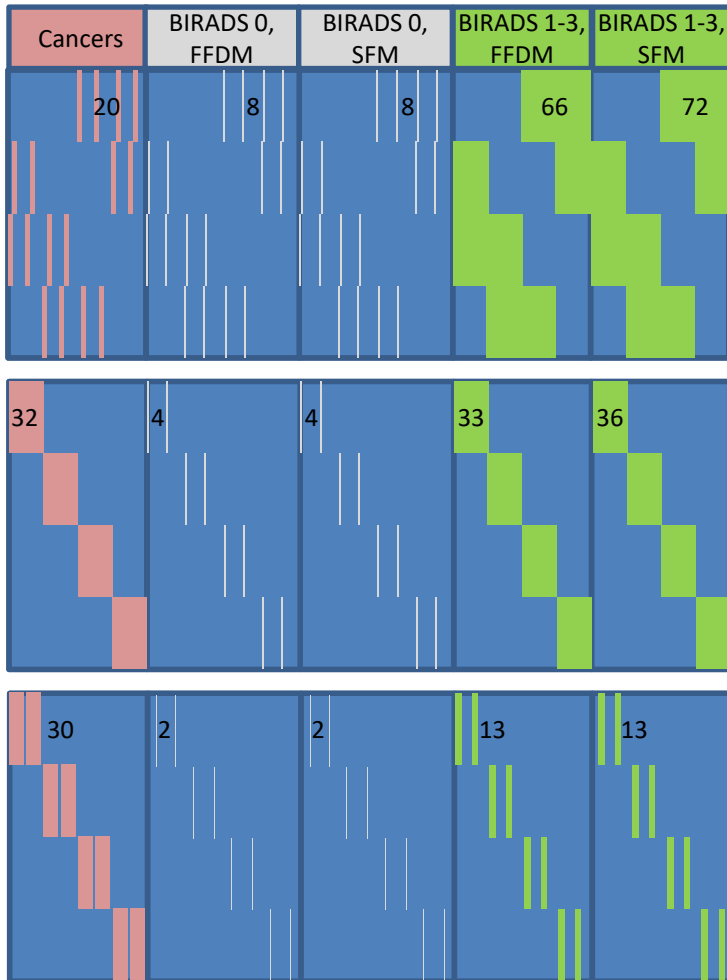 Cancers
BIRADS 0,
FFDM
BIRADS 0,
SFM
BIRADS 1-3,
FFDM
BIRADS 1-3,
SFM
20
8
8
66
72
32
4
4
33
36
30
2
2
13
13